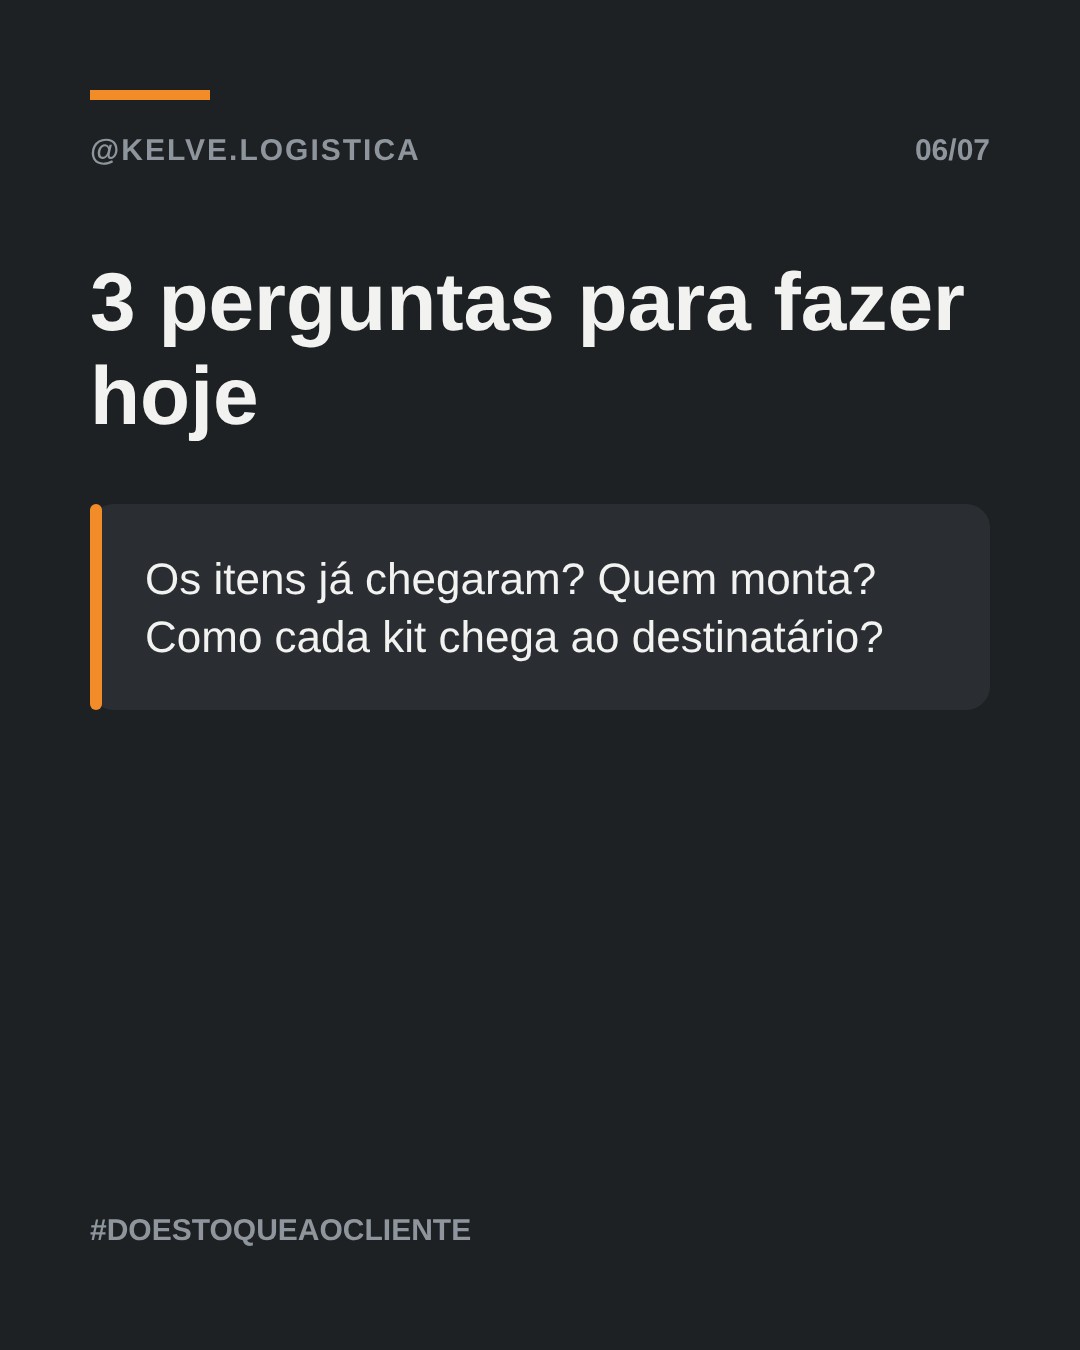 @KELVE.LOGISTICA
06/07
3 perguntas para fazer
hoje
Os itens já chegaram? Quem monta?
Como cada kit chega ao destinatário?
#DOESTOQUEAOCLIENTE